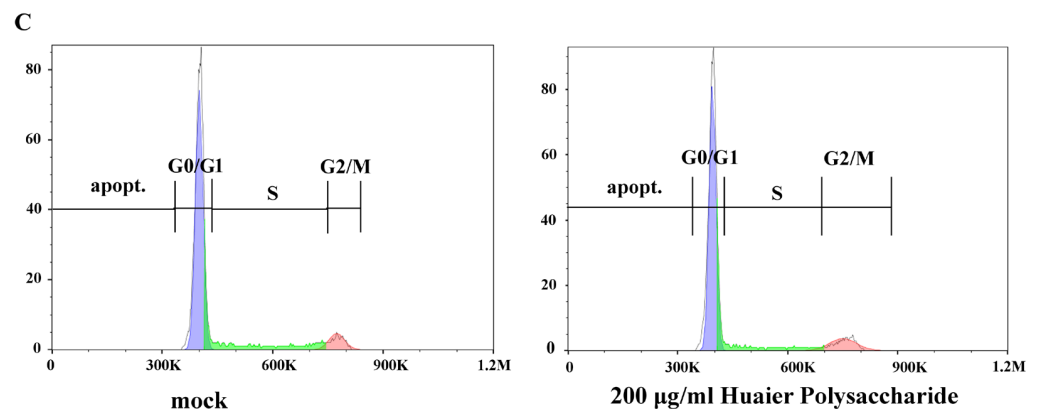 C
80
60
40
20
0
apopt.
G0/G1
S
G2/M
0
300K
600K
900K
1.2M
mock
80
60
40
20
0
apopt.
G0/G1
S
G2/M
0
300K
600K
900K
1.2M
200 μg/ml Huaier Polysaccharide